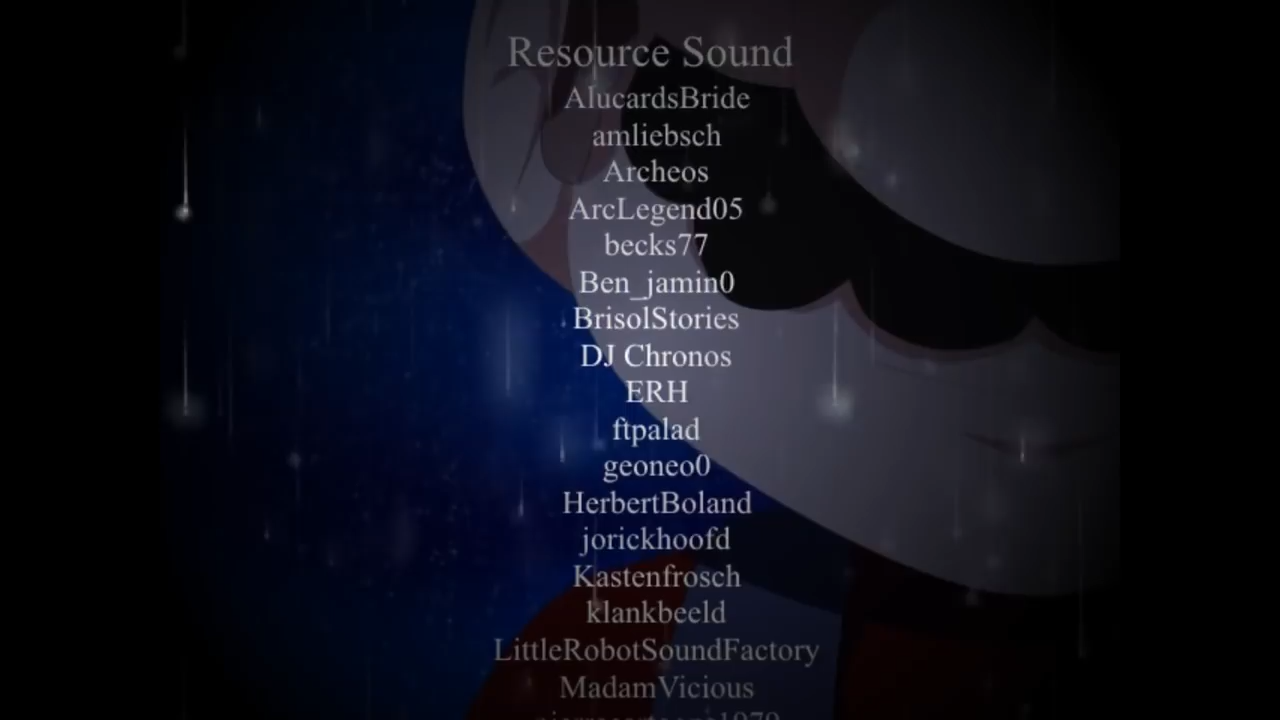 Resource Sound
AlucardsBride
amliebsch
Archeos
ArcLegend05
becks77
Ben_jamin0
BrisolStories
DJ Chronos
ERH
ftpalad
geoneo0
HerbertBoland
jorickhoofd
Kastenfrosch
klankbeeld
LittleRobotSoundFactory
MadamVicious